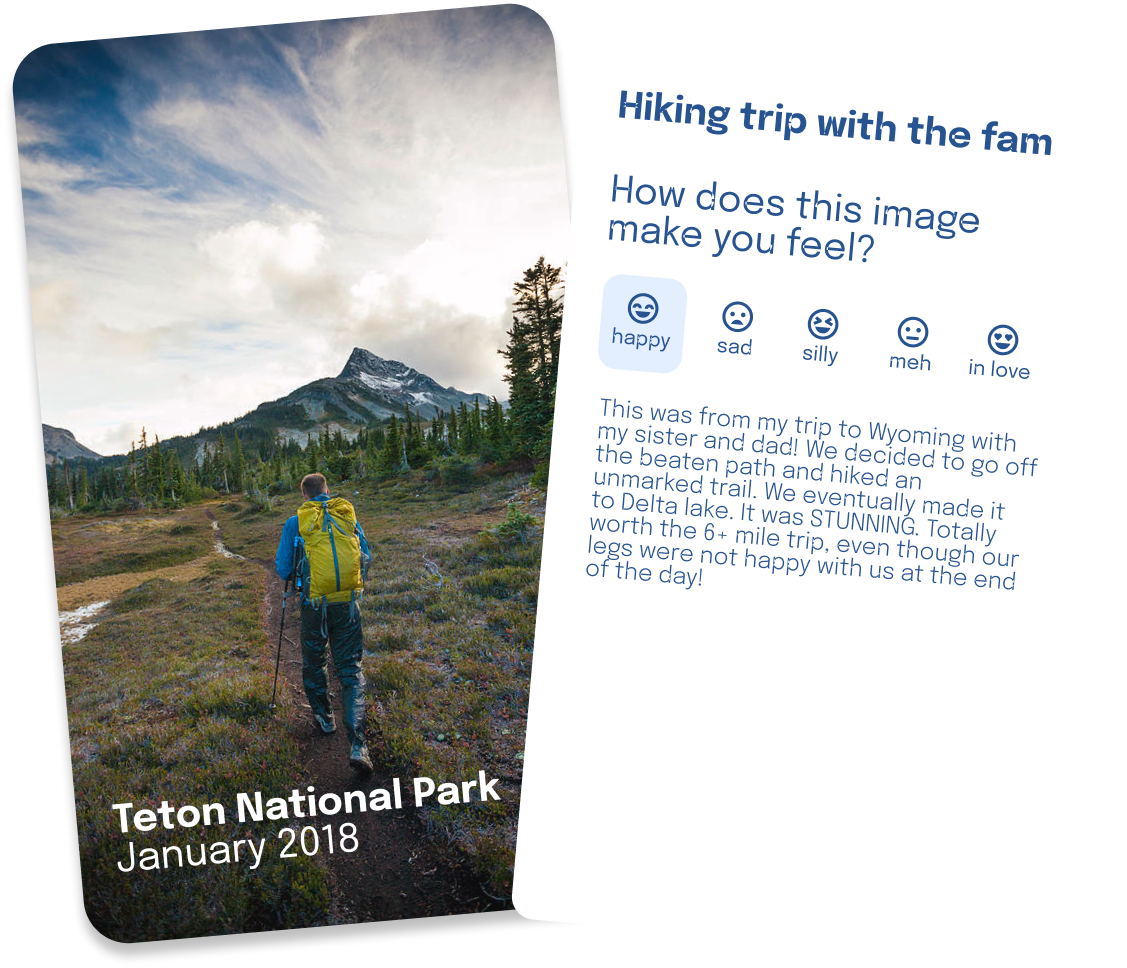 Teton National Park
January 2018
Hiking trip with the fam
How does this image
make you feel?
happy
sad
silly
meh
in love
This was from my trip to Wyoming with
my sister and dad! We decided to go off
the beaten path and hiked an
unmarked trail. We eventually made it
to Delta lake. It was STUNNING. Totally
worth the 6+ mile trip, even though our
legs were not happy with us at the end
of the day!